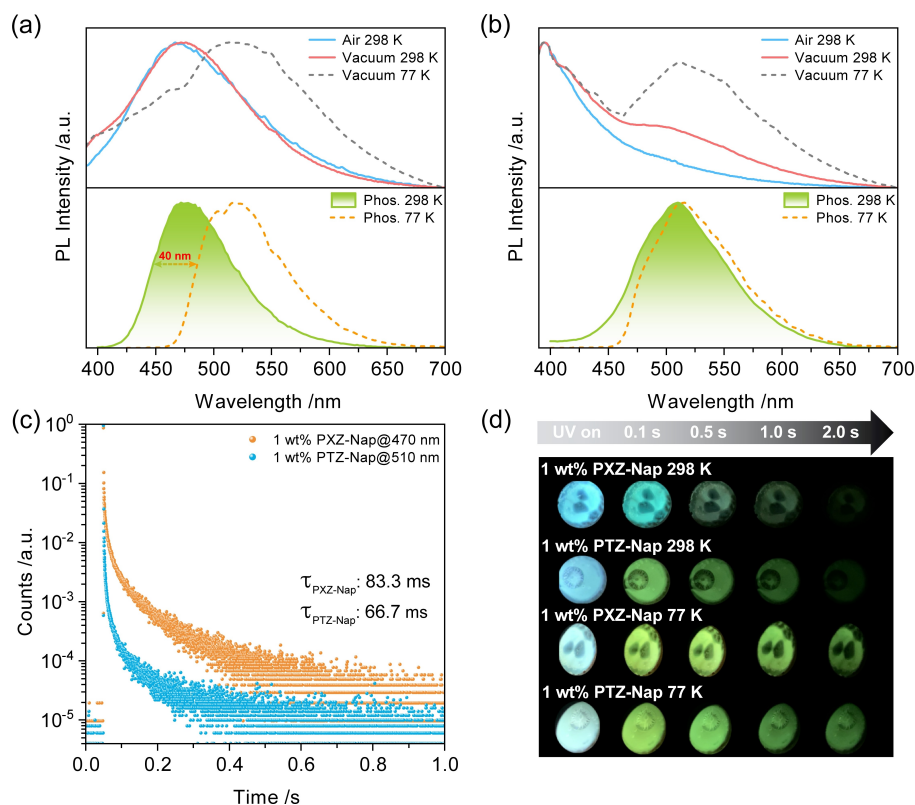 (a)
Air 298 K
Vacuum 298 K
Vacuum 77 K
Phos. 298 K
Phos. 77 K
40 nm
PL Intensity /a.u.
400 450 500 550 600 650 700
Wavelength /nm
(b)
Air 298 K
Vacuum 298 K
Vacuum 77 K
Phos. 298 K
Phos. 77 K
PL Intensity /a.u.
400 450 500 550 600 650 700
Wavelength /nm
(c)
10⁰
10⁻¹
10⁻²
10⁻³
10⁻⁴
10⁻⁵
Counts /a.u.
1 wt% PXZ-Nap@470 nm
1 wt% PTZ-Nap@510 nm
τPXZ-Nap: 83.3 ms
τPTZ-Nap: 66.7 ms
0.0 0.2 0.4 0.6 0.8 1.0
Time /s
(d)
UV on 0.1 s 0.5 s 1.0 s 2.0 s
1 wt% PXZ-Nap 298 K
1 wt% PTZ-Nap 298 K
1 wt% PXZ-Nap 77 K
1 wt% PTZ-Nap 77 K